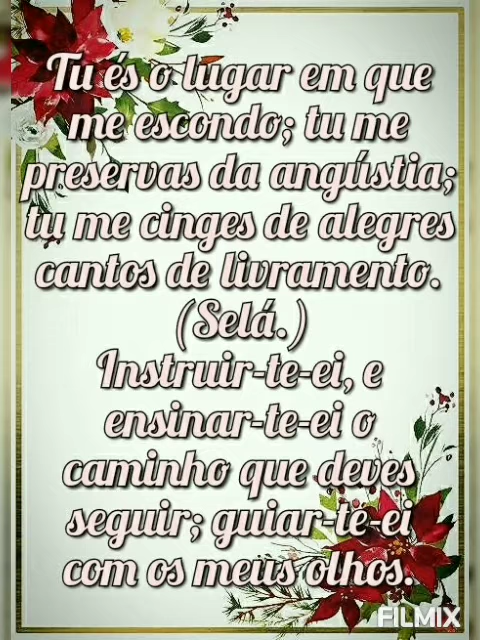 Tu és o lugar em que
me escondo; tu me
preservas da angústia;
tu me cinges de alegres
cantos de livramento.
(Selá.)
Instruir-te-ei, e
ensinar-te-ei o
caminho que deves
seguir; guiar-te-ei
com os meus olhos.
FILMIX